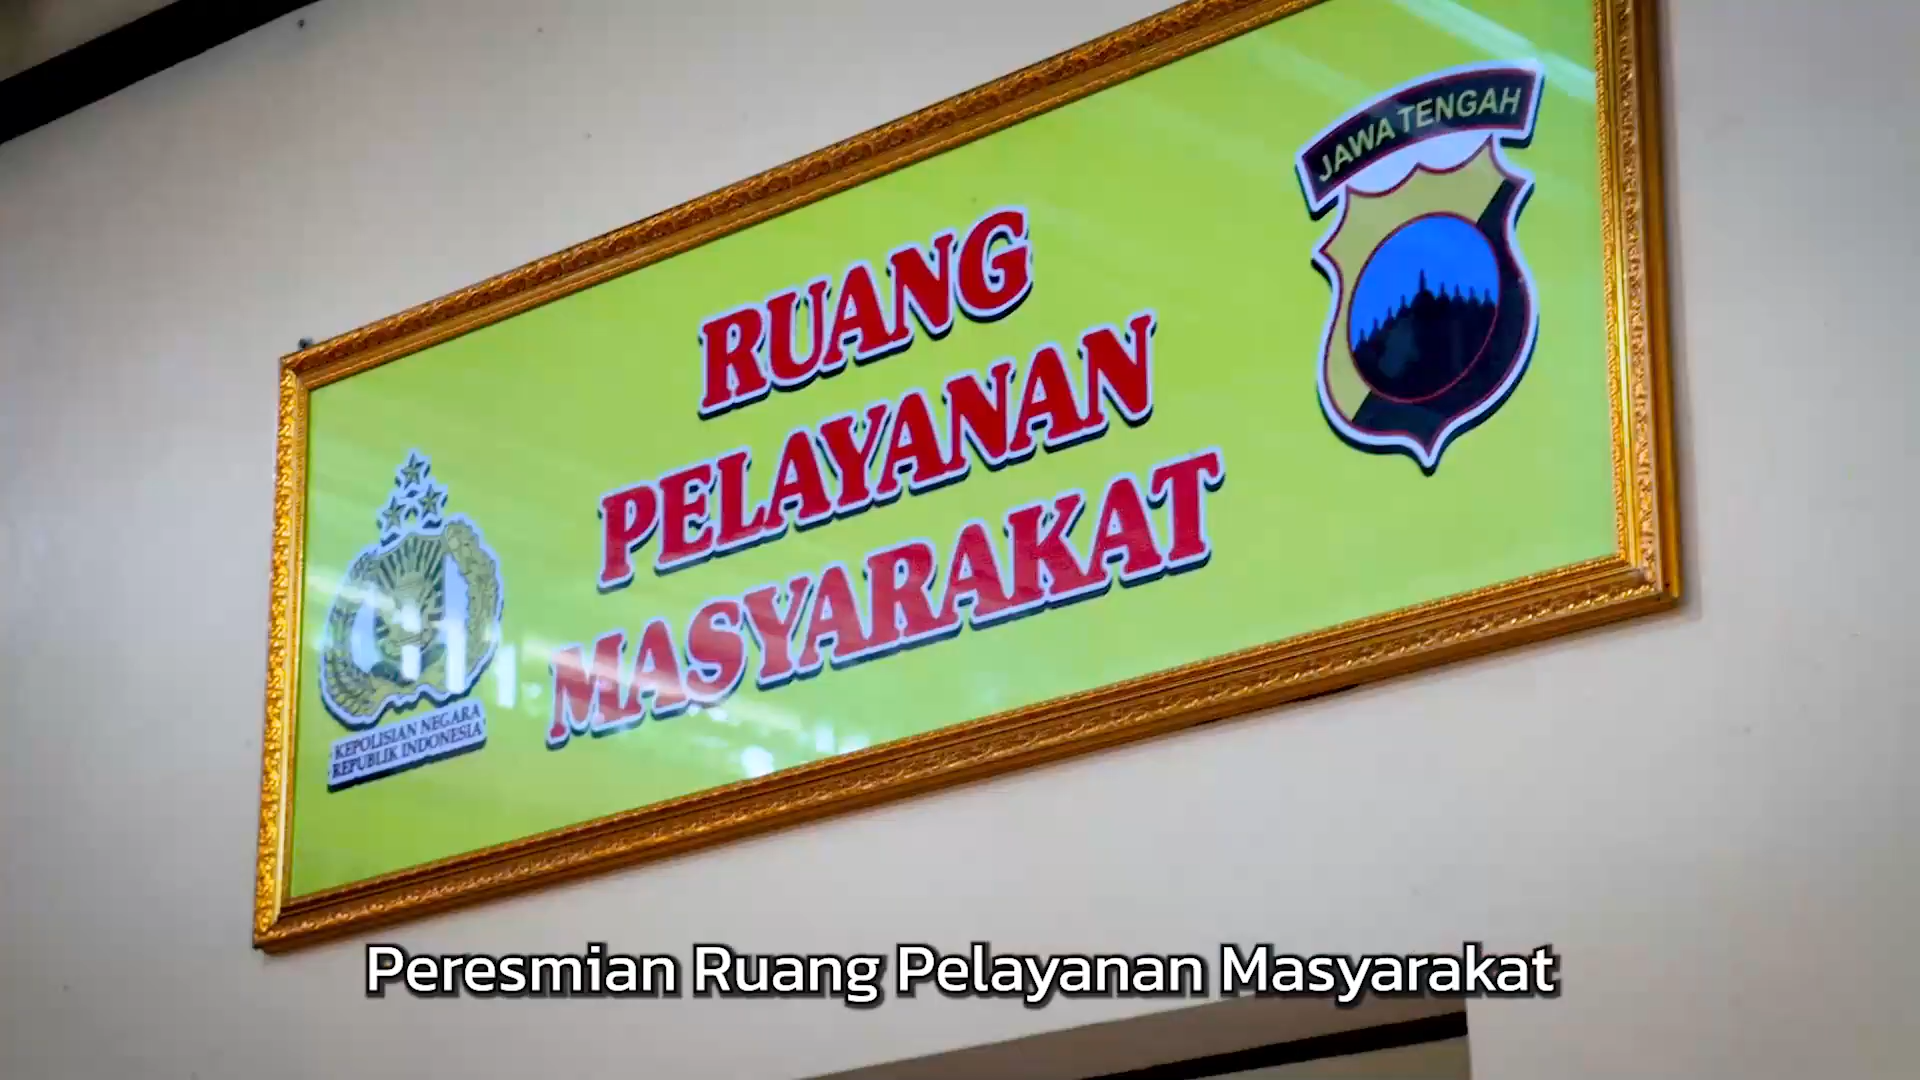 JAWA TENGAH
RUANG
PELAYANAN
MASYARAKAT
KEPOLISIAN NEGARA
REPUBLIK INDONESIA
Peresmian Ruang Pelayanan Masyarakat